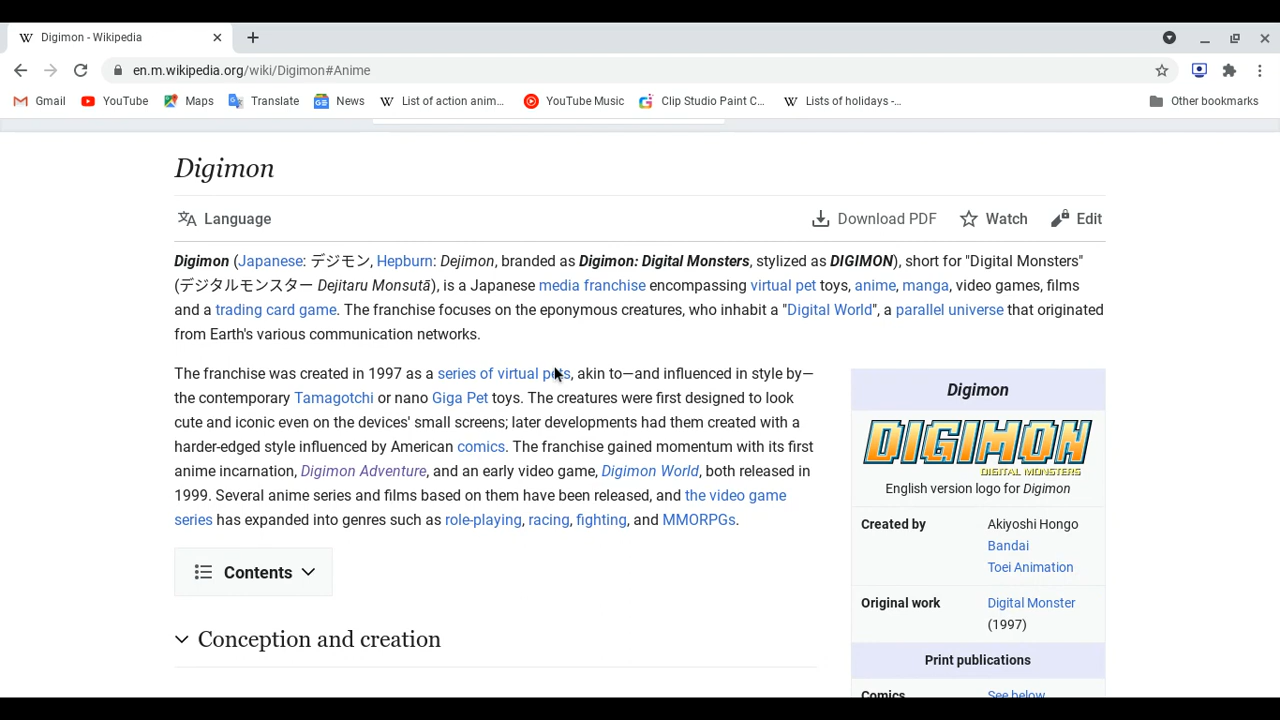 Digimon - Wikipedia
en.m.wikipedia.org/wiki/Digimon#Anime
Gmail YouTube Maps Translate News List of action anim... YouTube Music Clip Studio Paint C... Lists of holidays -... Other bookmarks
Digimon
Language Download PDF Watch Edit
Digimon (Japanese: デジモン, Hepburn: Dejimon, branded as Digimon: Digital Monsters, stylized as DIGIMON), short for "Digital Monsters"
(デジタルモンスター Dejitaru Monsutā), is a Japanese media franchise encompassing virtual pet toys, anime, manga, video games, films
and a trading card game. The franchise focuses on the eponymous creatures, who inhabit a "Digital World", a parallel universe that originated
from Earth's various communication networks.
The franchise was created in 1997 as a series of virtual pets, akin to—and influenced in style by—
the contemporary Tamagotchi or nano Giga Pet toys. The creatures were first designed to look
cute and iconic even on the devices' small screens; later developments had them created with a
harder-edged style influenced by American comics. The franchise gained momentum with its first
anime incarnation, Digimon Adventure, and an early video game, Digimon World, both released in
1999. Several anime series and films based on them have been released, and the video game
series has expanded into genres such as role-playing, racing, fighting, and MMORPGs.
Contents
Conception and creation
Digimon
DIGIMON
DIGITAL MONSTERS
English version logo for Digimon
Created by Akiyoshi Hongo
Bandai
Toei Animation
Original work Digital Monster
(1997)
Print publications
Comics See below